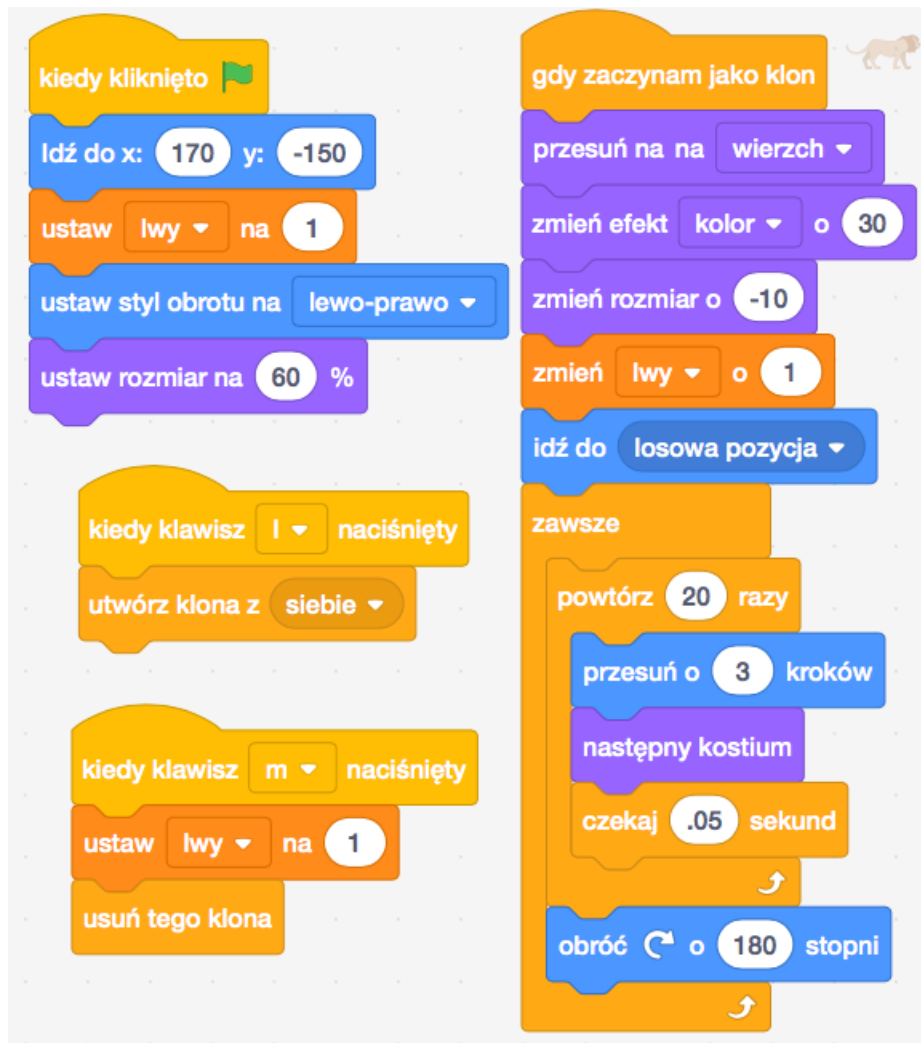 kiedy kliknięto
Idź do x: 170 y: -150
ustaw lwy na 1
ustaw styl obrotu na lewo-prawo
ustaw rozmiar na 60 %
kiedy klawisz l naciśnięty
utwórz klona z siebie
kiedy klawisz m naciśnięty
ustaw lwy na 1
usuń tego klona
gdy zaczynam jako klon
przesuń na na wierzch
zmień efekt kolor o 30
zmień rozmiar o -10
zmień lwy o 1
idź do losowa pozycja
zawsze
powtórz 20 razy
przesuń o 3 kroków
następny kostium
czekaj .05 sekund
obróć o 180 stopni